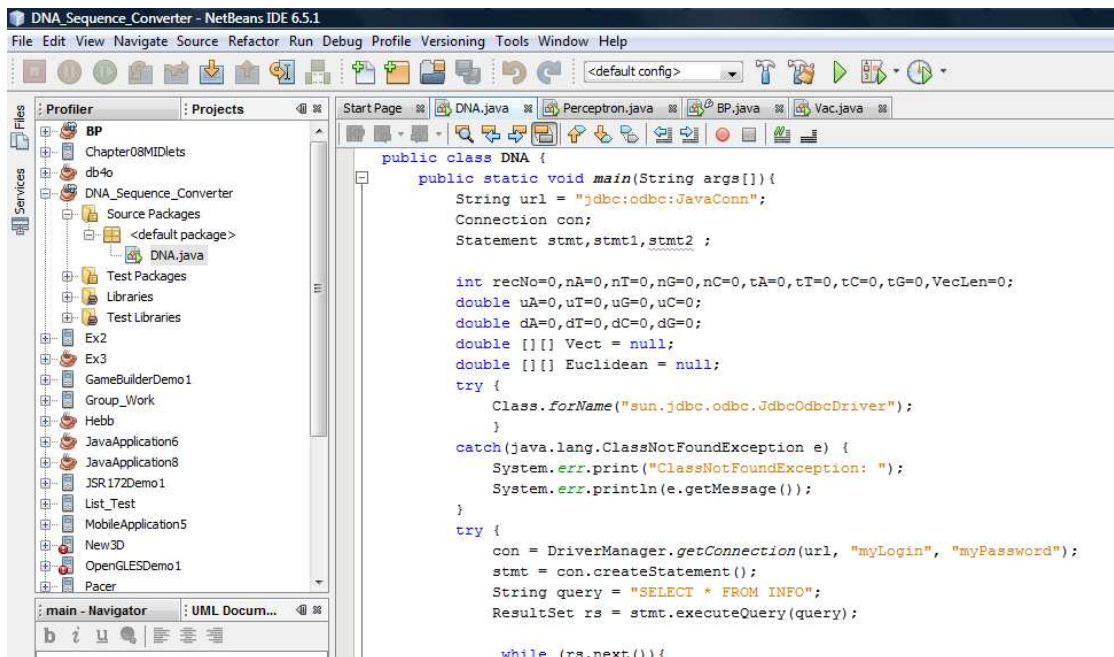 DNA_Sequence_Converter - NetBeans IDE 6.5.1
File Edit View Navigate Source Refactor Run Debug Profile Versioning Tools Window Help
<default config>
Files
Services
Profiler
Projects
BP
Chapter08MIDlets
db4o
DNA_Sequence_Converter
Source Packages
<default package>
DNA.java
Test Packages
Libraries
Test Libraries
Ex2
Ex3
GameBuilderDemo1
Group_Work
Hebb
JavaApplication6
JavaApplication8
JSR172Demo1
List_Test
MobileApplication5
New3D
OpenGLESDemo1
Pacer
main - Navigator
UML Docum...
b i u
Start Page DNA.java Perceptron.java BP.java Vac.java
public class DNA {
public static void main(String args[]){
String url = "jdbc:odbc:JavaConn";
Connection con;
Statement stmt,stmt1,stmt2 ;
int recNo=0,nA=0,nT=0,nG=0,nC=0,tA=0,tT=0,tC=0,tG=0,VecLen=0;
double uA=0,uT=0,uG=0,uC=0;
double dA=0,dT=0,dC=0,dG=0;
double [][] Vect = null;
double [][] Euclidean = null;
try {
Class.forName("sun.jdbc.odbc.JdbcOdbcDriver");
}
catch(java.lang.ClassNotFoundException e) {
System.err.print("ClassNotFoundException: ");
System.err.println(e.getMessage());
}
try {
con = DriverManager.getConnection(url, "myLogin", "myPassword");
stmt = con.createStatement();
String query = "SELECT * FROM INFO";
ResultSet rs = stmt.executeQuery(query);
while (rs.next()){